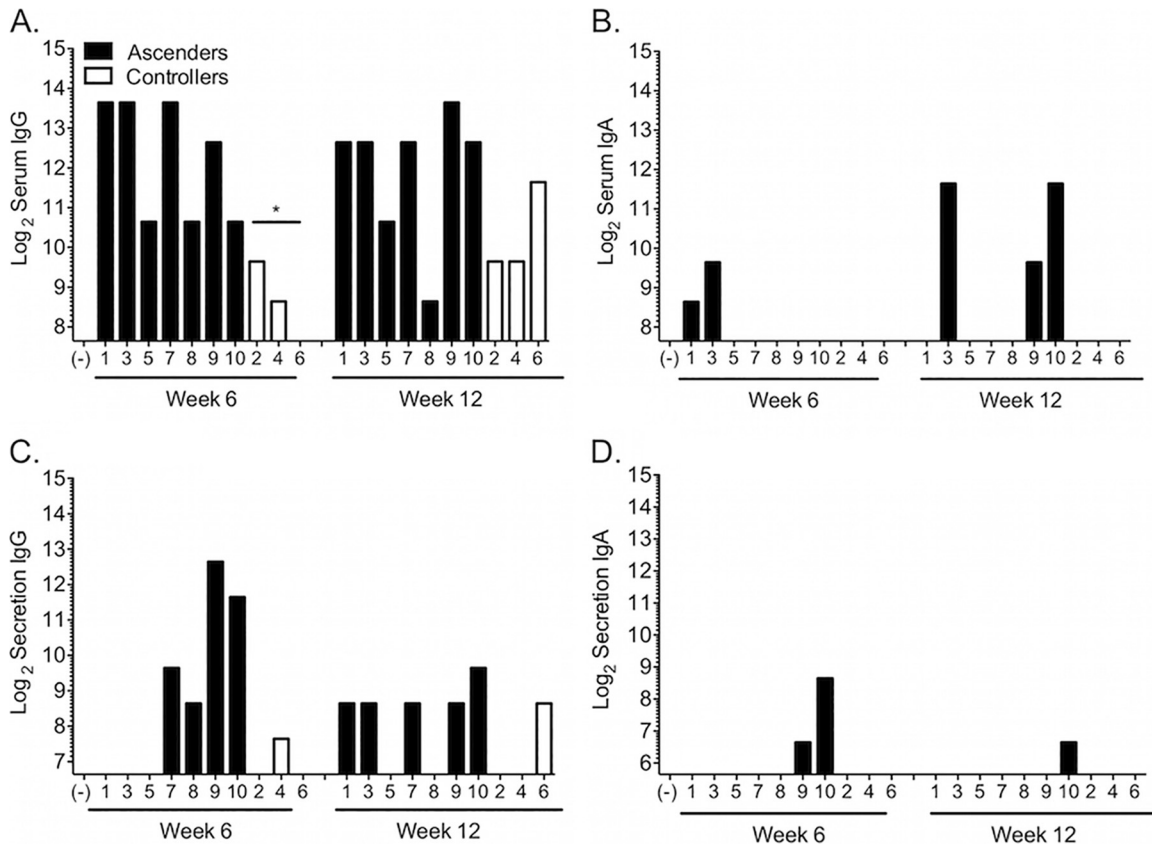 A.
Log2 Serum IgG
15
14
13
12
11
10
9
8
Ascenders
Controllers
*
(-) 1 3 5 7 8 9 10 2 4 6 1 3 5 7 8 9 10 2 4 6
Week 6 Week 12
B.
Log2 Serum IgA
15
14
13
12
11
10
9
8
(-) 1 3 5 7 8 9 10 2 4 6 1 3 5 7 8 9 10 2 4 6
Week 6 Week 12
C.
Log2 Secretion IgG
15
14
13
12
11
10
9
8
7
(-) 1 3 5 7 8 9 10 2 4 6 1 3 5 7 8 9 10 2 4 6
Week 6 Week 12
D.
Log2 Secretion IgA
15
14
13
12
11
10
9
8
7
6
(-) 1 3 5 7 8 9 10 2 4 6 1 3 5 7 8 9 10 2 4 6
Week 6 Week 12